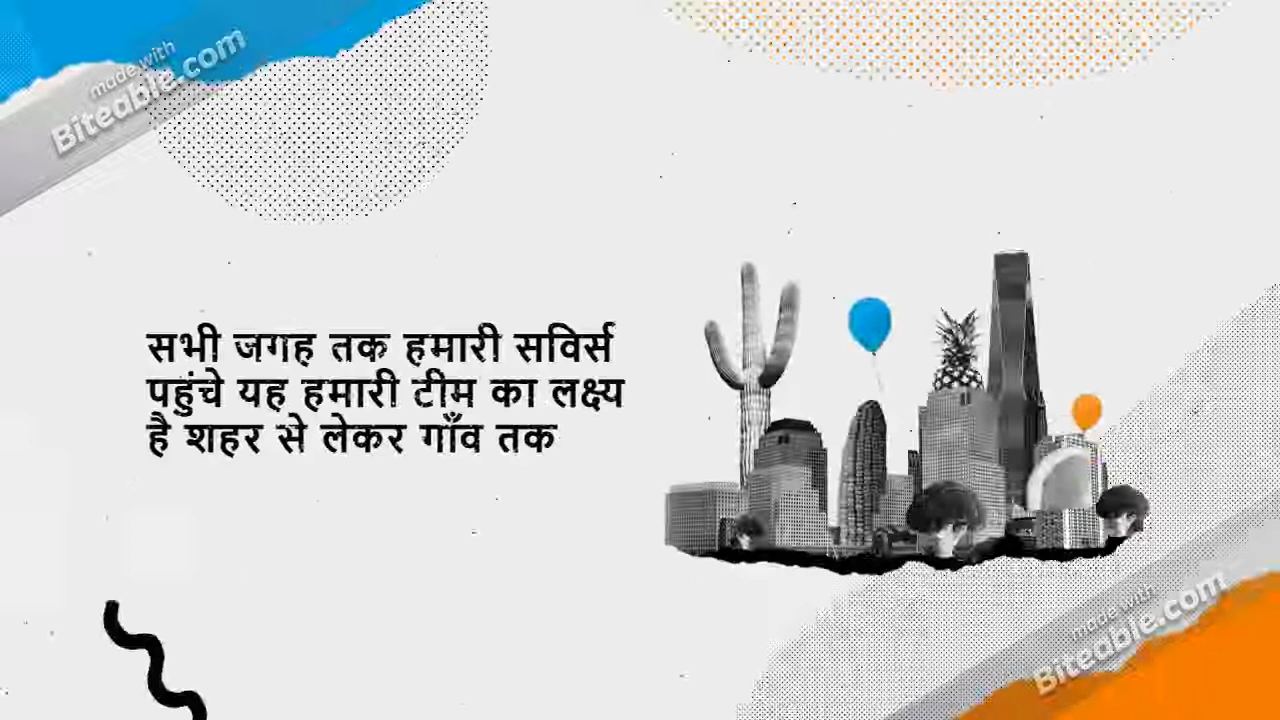 made with
Biteable.com
सभी जगह तक हमारी सविर्स
पहुंचे यह हमारी टीम का लक्ष्य
है शहर से लेकर गाँव तक
made with
Biteable.com